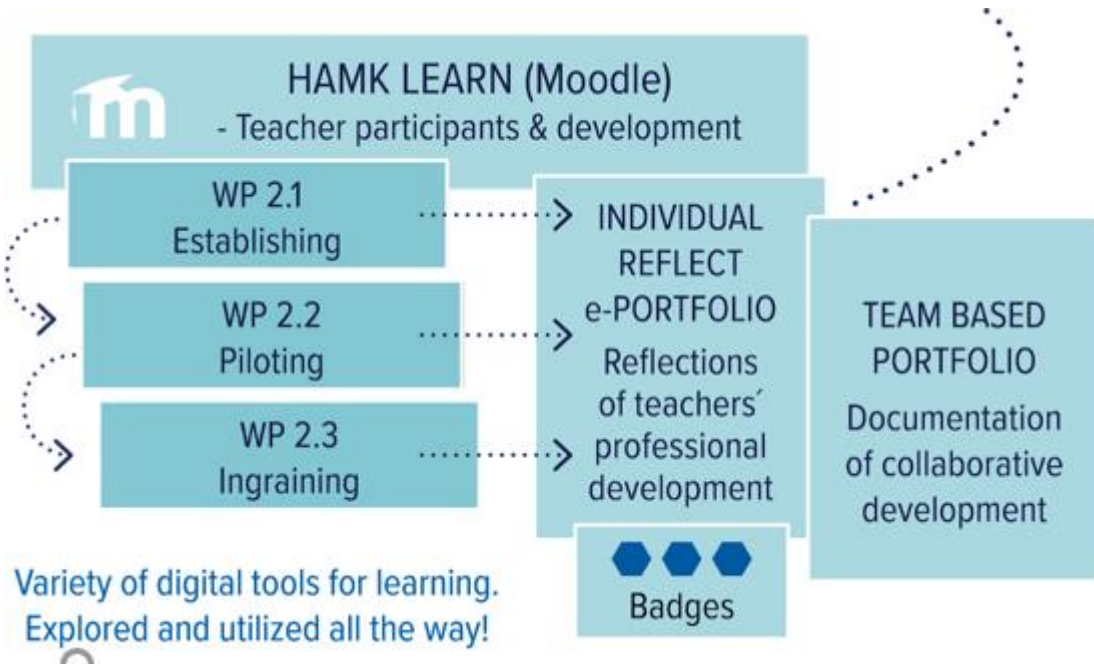 HAMK LEARN (Moodle)
- Teacher participants & development
WP 2.1
Establishing
WP 2.2
Piloting
WP 2.3
Ingraining
INDIVIDUAL
REFLECT
e-PORTFOLIO
Reflections
of teachers´
professional
development
Badges
TEAM BASED
PORTFOLIO
Documentation
of collaborative
development
Variety of digital tools for learning.
Explored and utilized all the way!